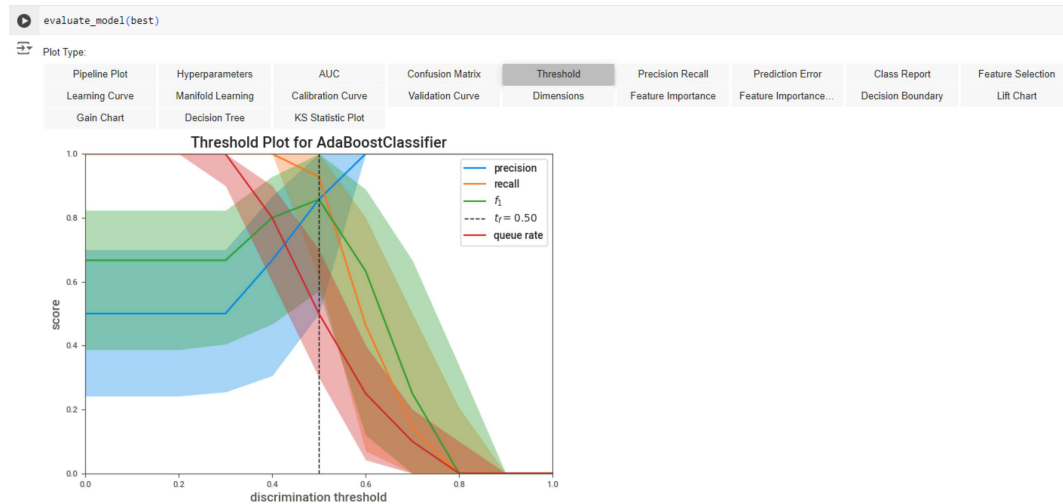 evaluate_model(best)
Plot Type:
Pipeline Plot Hyperparameters AUC Confusion Matrix Threshold Precision Recall Prediction Error Class Report Feature Selection
Learning Curve Manifold Learning Calibration Curve Validation Curve Dimensions Feature Importance Feature Importance... Decision Boundary Lift Chart
Gain Chart Decision Tree KS Statistic Plot
Threshold Plot for AdaBoostClassifier
precision
recall
f1
tf = 0.50
queue rate
1.0
0.8
0.6
0.4
0.2
0.0
score
0.0 0.2 0.4 0.6 0.8 1.0
discrimination threshold